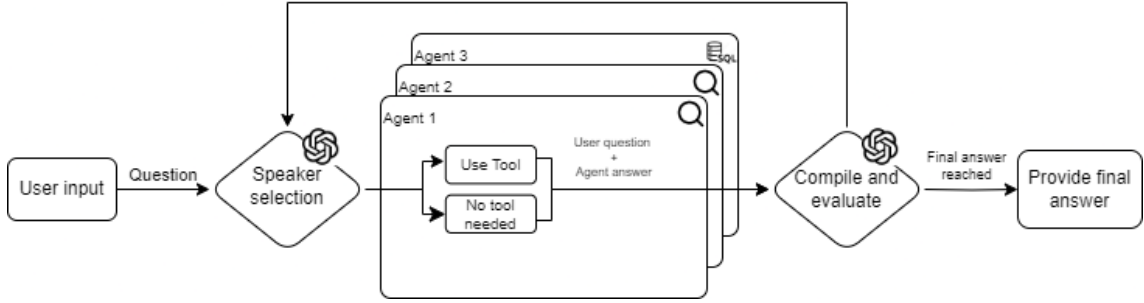 Agent 3
SQL
Agent 2
Agent 1
User input
Question
Speaker
selection
Use Tool
No tool
needed
User question
+
Agent answer
Compile and
evaluate
Final answer
reached
Provide final
answer